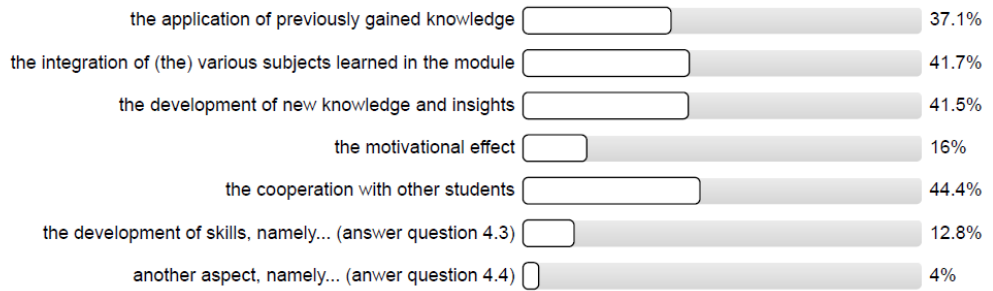 the application of previously gained knowledge 37.1%
the integration of (the) various subjects learned in the module 41.7%
the development of new knowledge and insights 41.5%
the motivational effect 16%
the cooperation with other students 44.4%
the development of skills, namely... (answer question 4.3) 12.8%
another aspect, namely... (anwer question 4.4) 4%